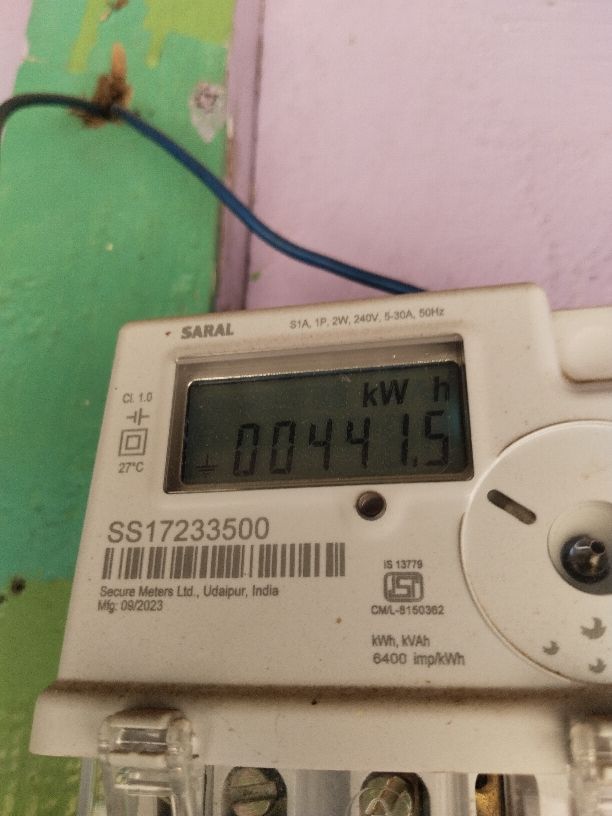 SARAL
S1A, 1P, 2W, 240V, 5-30A, 50Hz
kW h
00441.5
Cl. 1.0
27°C
SS17233500
Secure Meters Ltd., Udaipur, India
Mfg: 09/2023
IS 13779
ISI
CM/L-8150362
kWh, kVAh
6400 imp/kWh